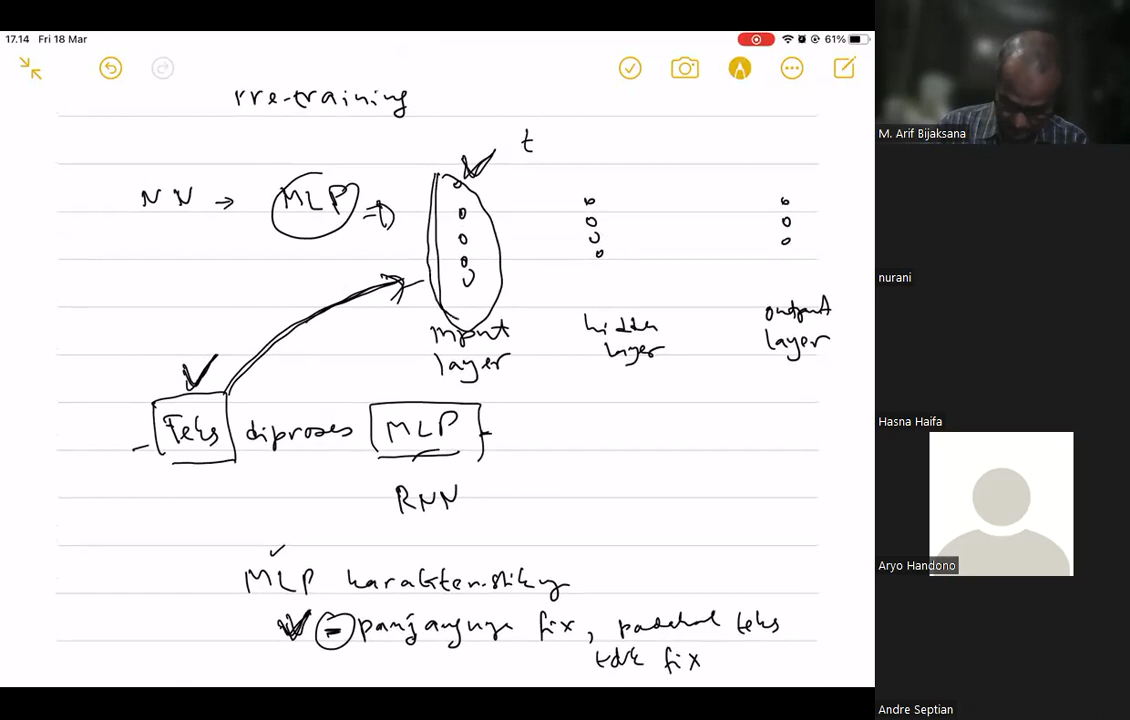 17.14 Fri 18 Mar
61%
Pre-training
t
NN → MLP ⇒
input layer
hidden layer
output layer
Teks diproses MLP
RNN
MLP karakteristiknya
- panjangnya fix, padahal teks
tdk fix
M. Arif Bijaksana
nurani
Hasna Haifa
Aryo Handono
Andre Septian